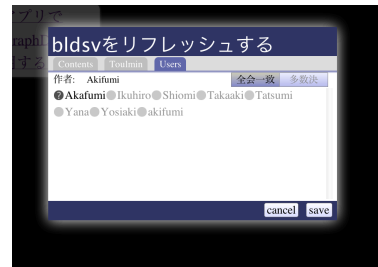 プリで
raphD
する
bldsvをリフレッシュする
Contents Toulmin Users
作者: Akifumi 全会一致 多数決
?Akafumi Ikuhiro Shiomi Takaaki Tatsumi
Yana Yosiaki akifumi
cancel save